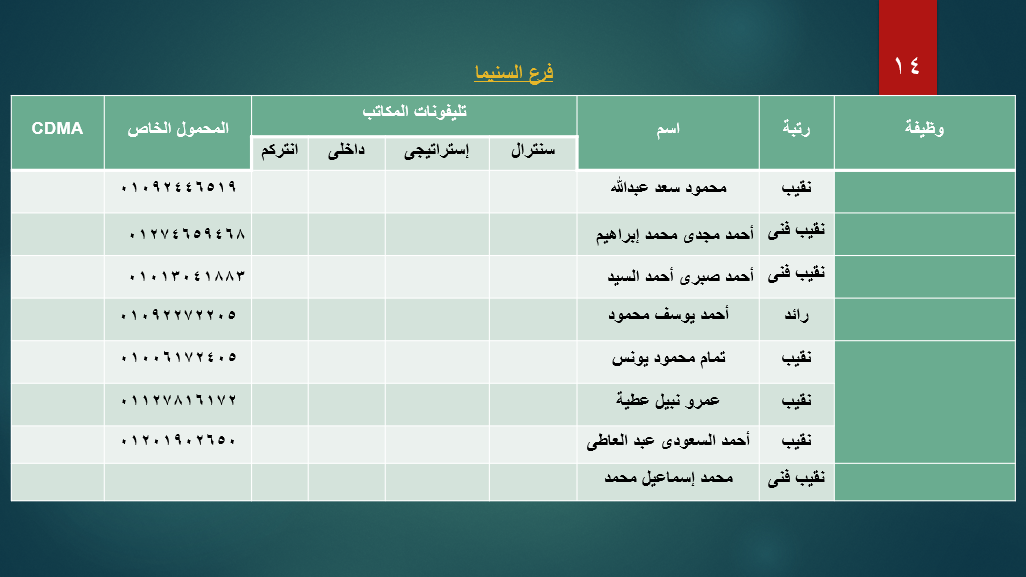 ١٤
فرع السنيما
وظيفة رتبة اسم تليفونات المكاتب المحمول الخاص CDMA
سنترال إستراتيجى داخلى انتركم
نقيب محمود سعد عبدالله ٠١٠٩٢٤٤٦٥١٩
نقيب فنى أحمد مجدى محمد إبراهيم ٠١٢٧٤٦٥٩٤٦٨
نقيب فنى أحمد صبرى أحمد السيد ٠١٠١٣٠٤١٨٨٣
رائد أحمد يوسف محمود ٠١٠٩٢٢٧٢٢٠٥
نقيب تمام محمود يونس ٠١٠٠٦١٧٢٤٠٥
نقيب عمرو نبيل عطية ٠١١٢٧٨١٦١٧٢
نقيب أحمد السعودى عبد العاطى ٠١٢٠١٩٠٢٦٥٠
نقيب فنى محمد إسماعيل محمد